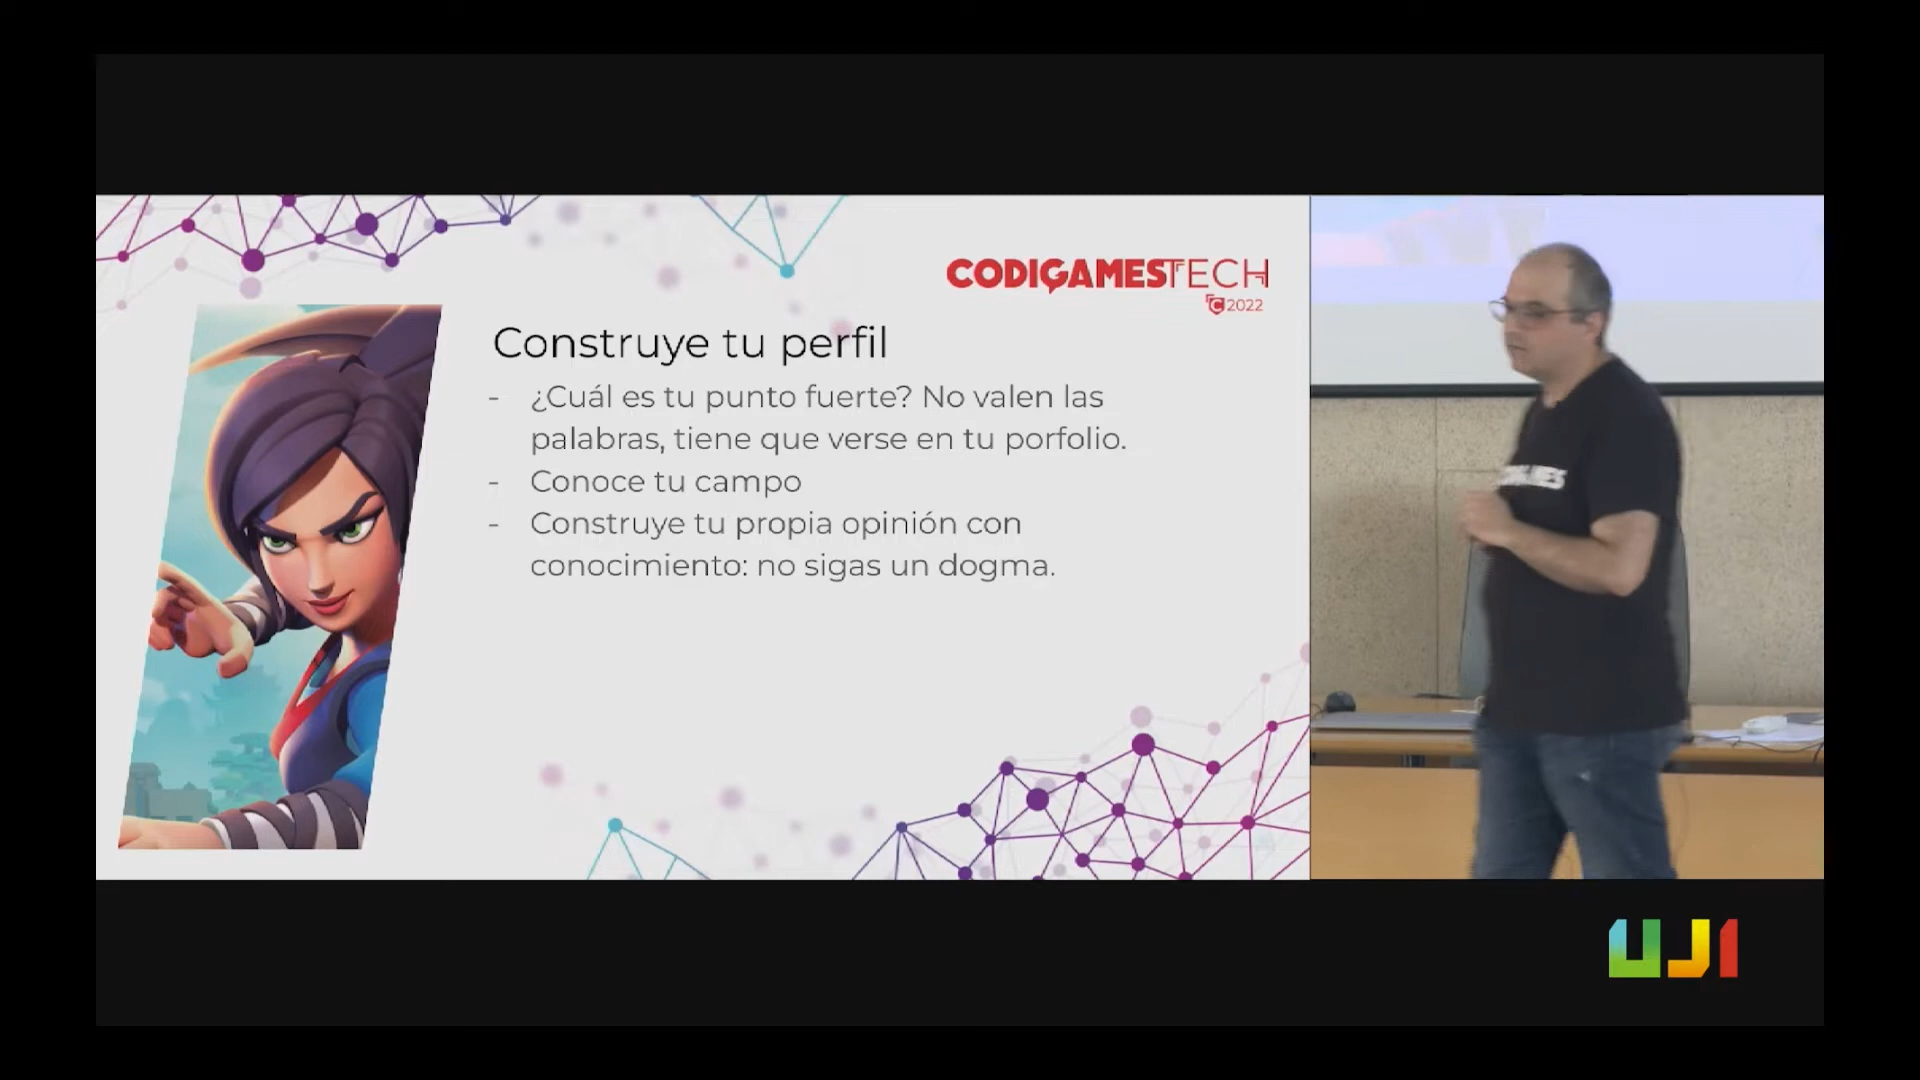 CODIGAMESTECH
C 2022
Construye tu perfil
- ¿Cuál es tu punto fuerte? No valen las
palabras, tiene que verse en tu porfolio.
- Conoce tu campo
- Construye tu propia opinión con
conocimiento: no sigas un dogma.
UJI